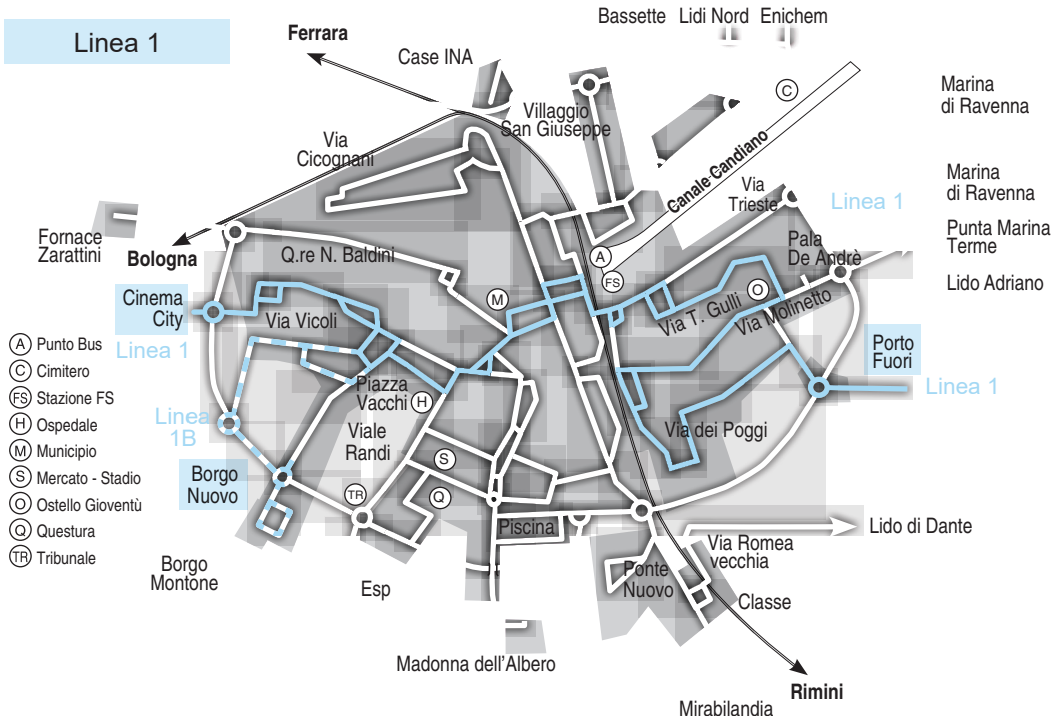 Linea 1
Ferrara
Case INA
Bassette
Lidi Nord
Enichem
C
Marina
di Ravenna
Villaggio
San Giuseppe
Via
Cicognani
Canale Candiano
Via
Trieste
Marina
di Ravenna
Linea 1
Punta Marina
Terme
Fornace
Zarattini
Bologna
Q.re N. Baldini
A
FS
Pala
De Andrè
Lido Adriano
Cinema
City
M
O
Via T. Gulli
Via Molinetto
Via Vicoli
Linea 1
Porto
Fuori
Linea 1
A Punto Bus
C Cimitero
FS Stazione FS
H Ospedale
M Municipio
S Mercato - Stadio
O Ostello Gioventù
Q Questura
TR Tribunale
Piazza
Vacchi
H
Linea
1B
Viale
Randi
Via dei Poggi
S
Borgo
Nuovo
TR
Q
Piscina
Lido di Dante
Via Romea
vecchia
Borgo
Montone
Esp
Ponte
Nuovo
Classe
Madonna dell'Albero
Rimini
Mirabilandia